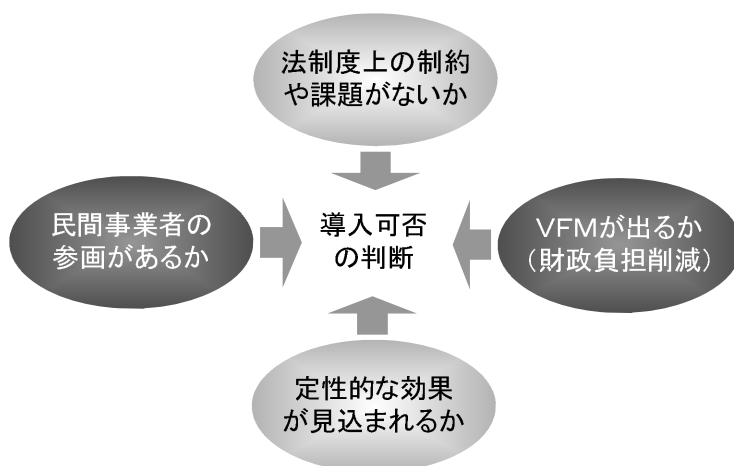 法制度上の制約
や課題がないか
民間事業者の
参画があるか
導入可否
の判断
ＶＦＭが出るか
（財政負担削減）
定性的な効果
が見込まれるか